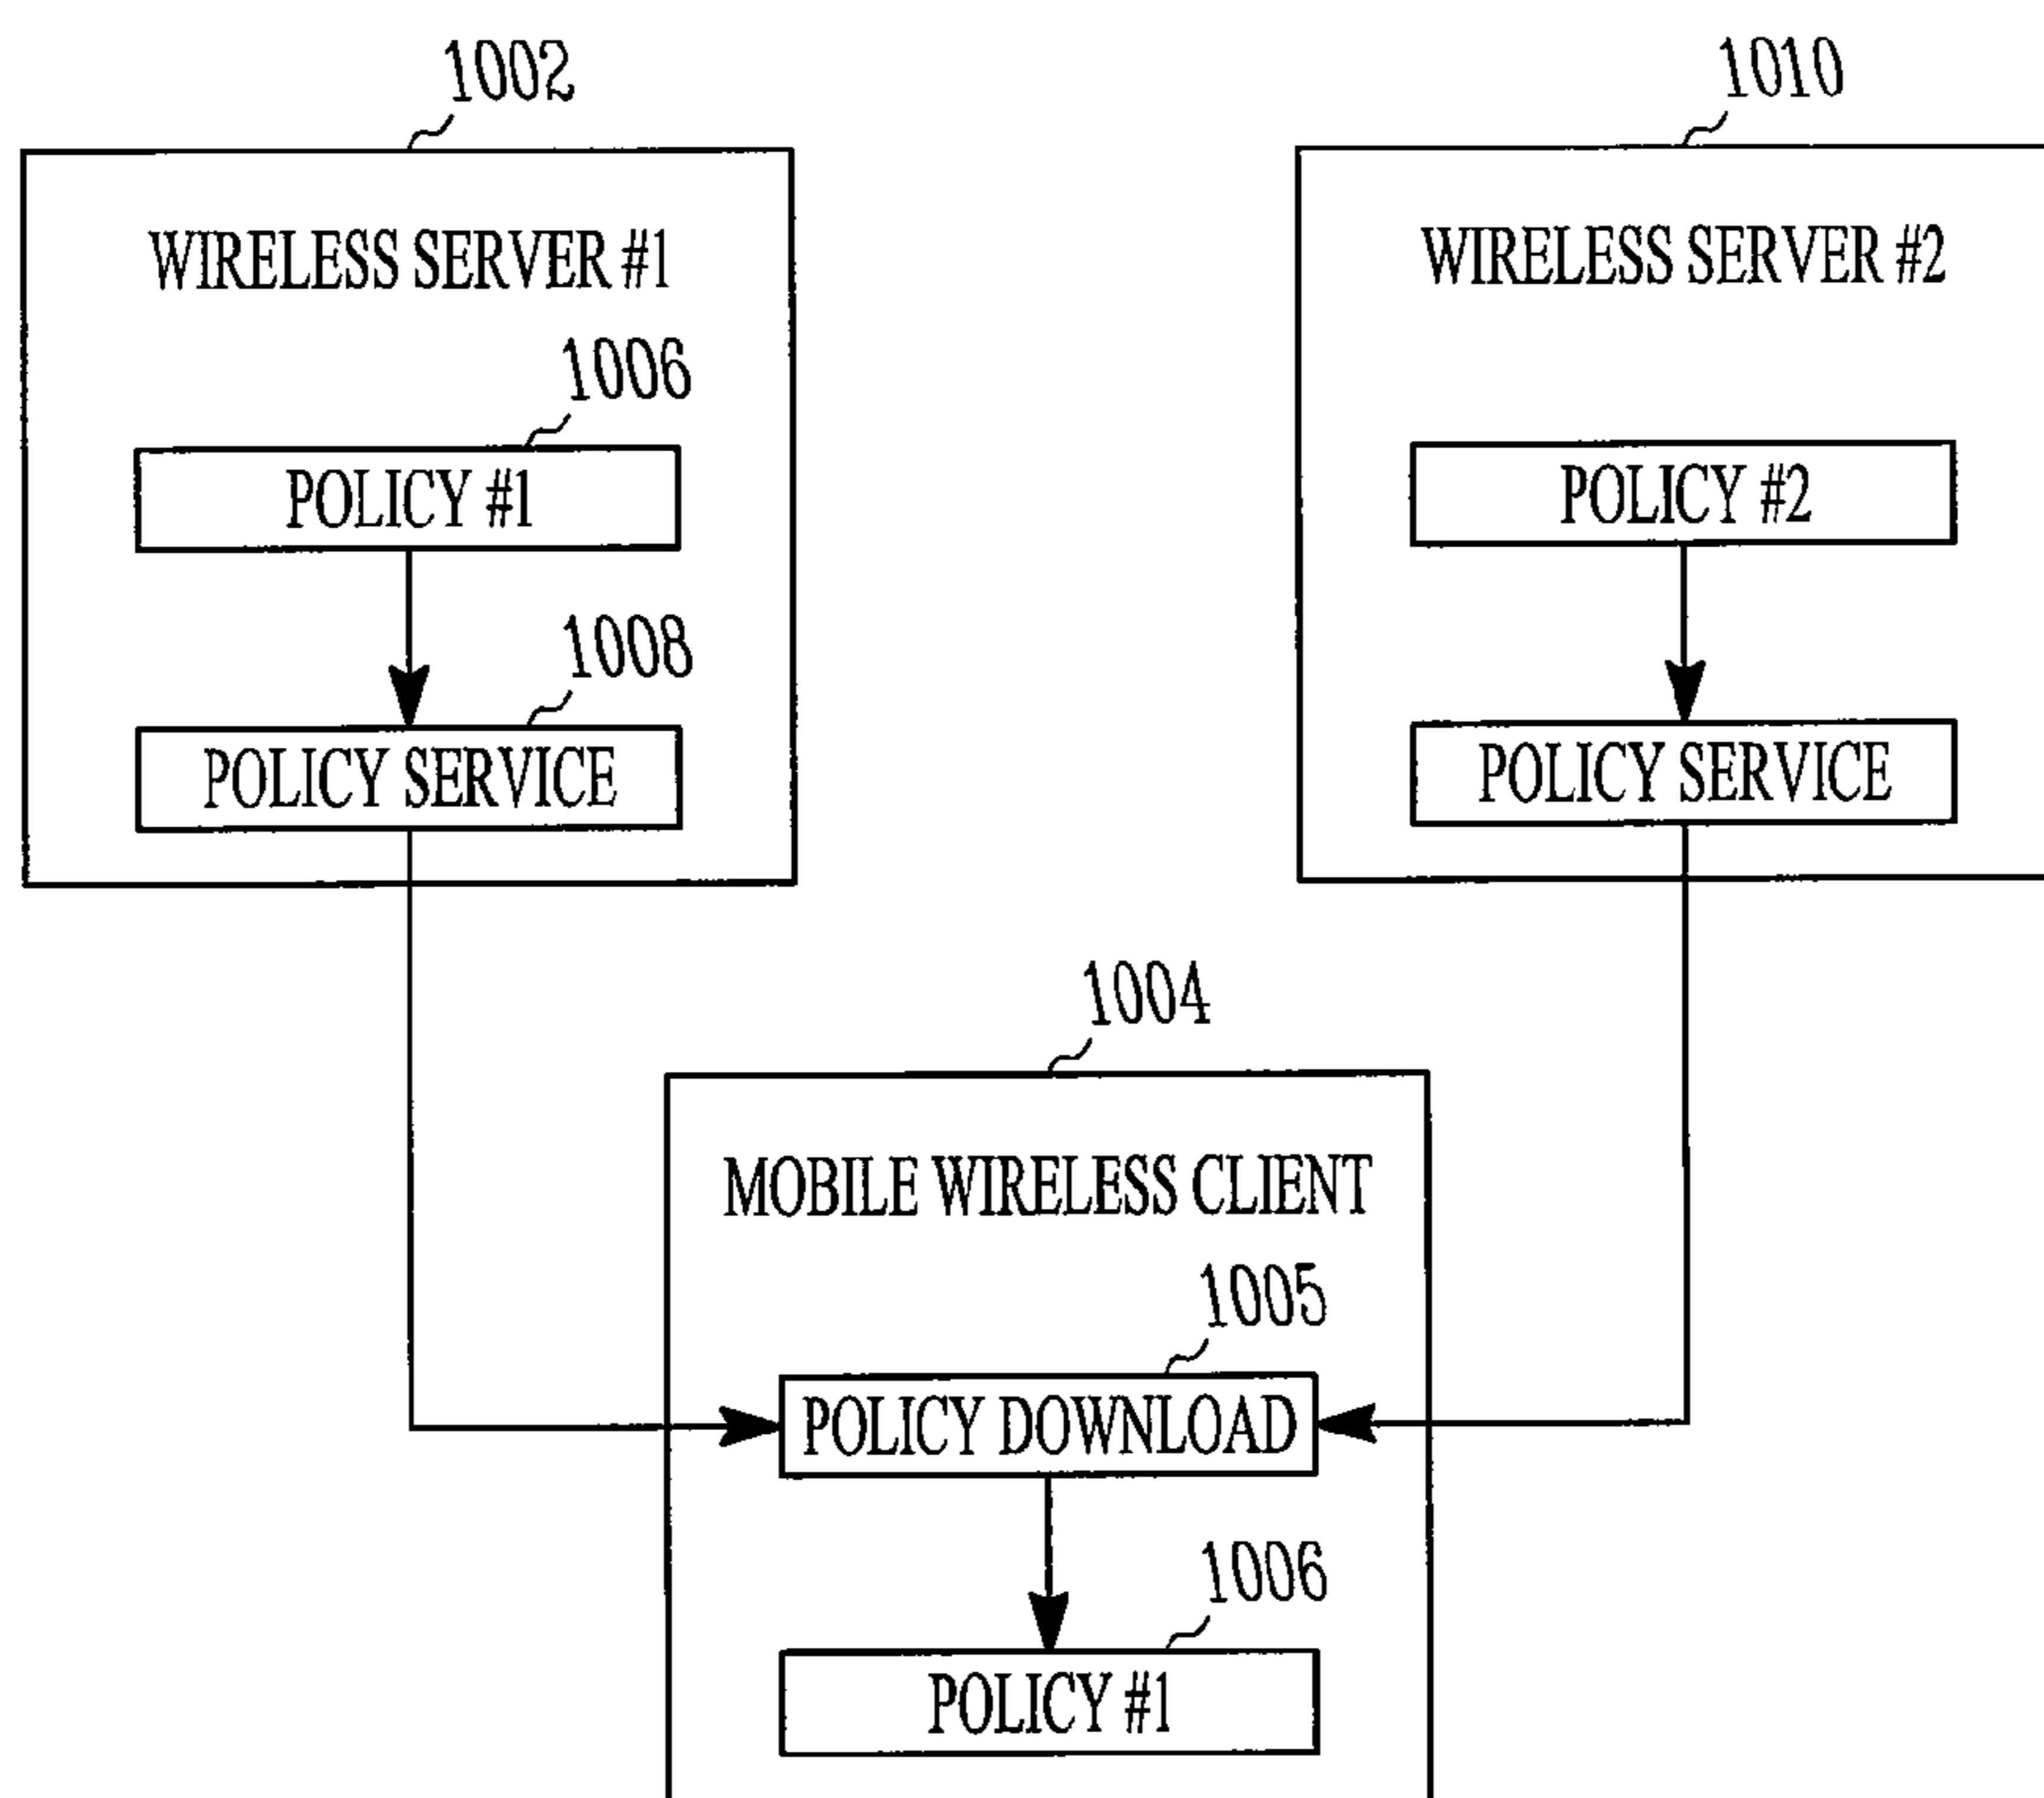 1002
1010
WIRELESS SERVER #1
WIRELESS SERVER #2
1006
POLICY #1
POLICY #2
1008
POLICY SERVICE
POLICY SERVICE
1004
MOBILE WIRELESS CLIENT
1005
POLICY DOWNLOAD
1006
POLICY #1